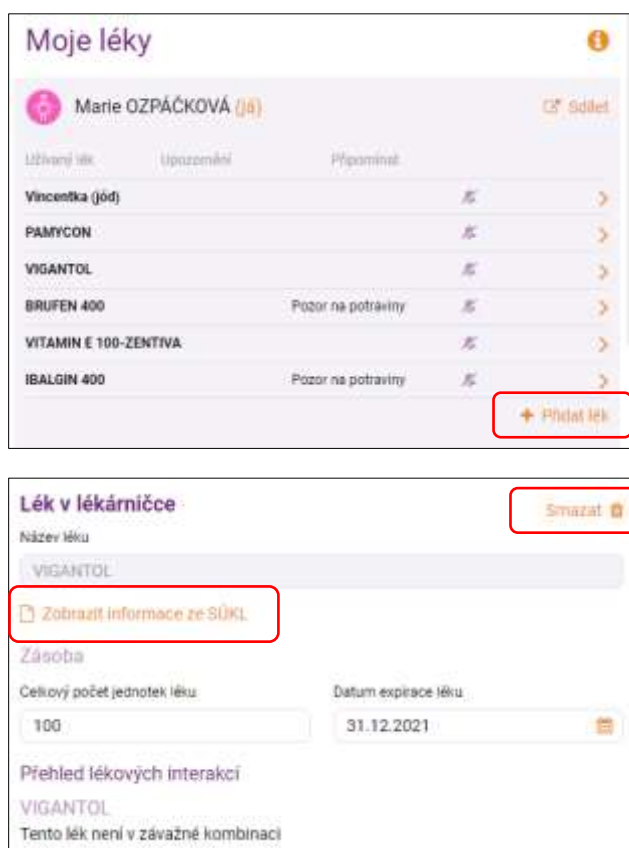 Moje léky
Marie OZPÁČKOVÁ (já) Sdílet
Užívaný lék Upozornění Připomínat
Vincentka (jód)
PAMYCON
VIGANTOL
BRUFEN 400 Pozor na potraviny
VITAMIN E 100-ZENTIVA
IBALGIN 400 Pozor na potraviny
+ Přidat lék
Lék v lékárničce
Smazat
Název léku
VIGANTOL
Zobrazit informace ze SÚKL
Zásoba
Celkový počet jednotek léku Datum expirace léku
100 31.12.2021
Přehled lékových interakcí
VIGANTOL
Tento lék není v závažné kombinaci